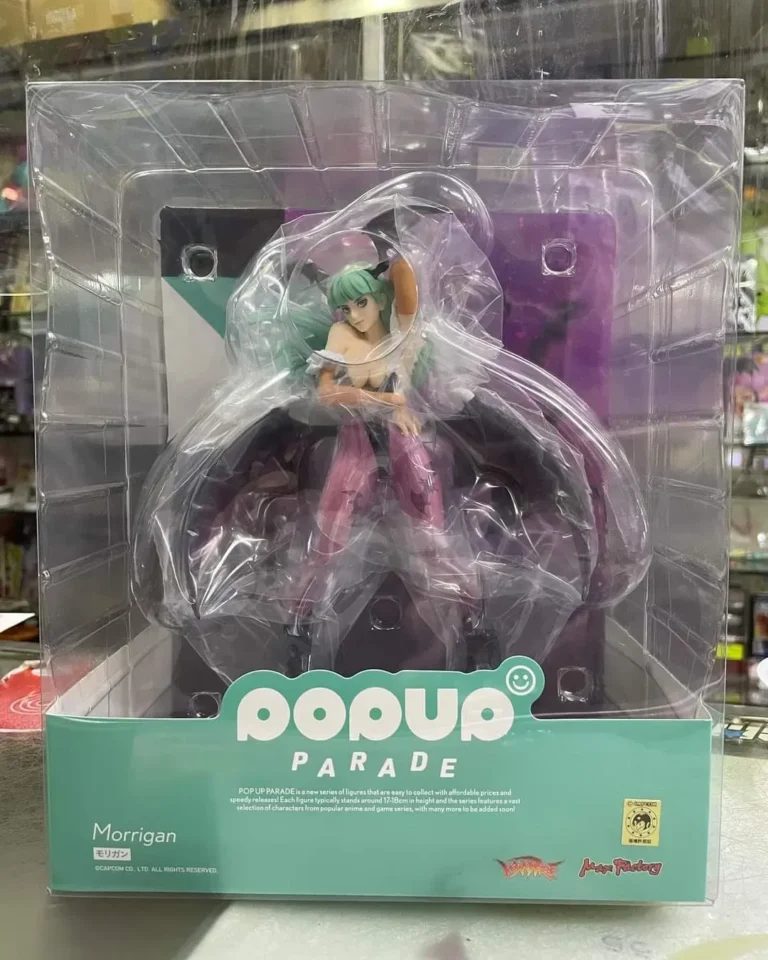 POPUP
PARADE
POP UP PARADE is a new series of figures that are easy to collect with affordable prices and
speedy releases! Each figure typically stands around 17-18cm in height and the series features a vast
selection of characters from popular anime and game series, with many more to be added soon!
Morrigan
モリガン
©CAPCOM CO., LTD. ALL RIGHTS RESERVED.
©CAPCOM
Max Factory